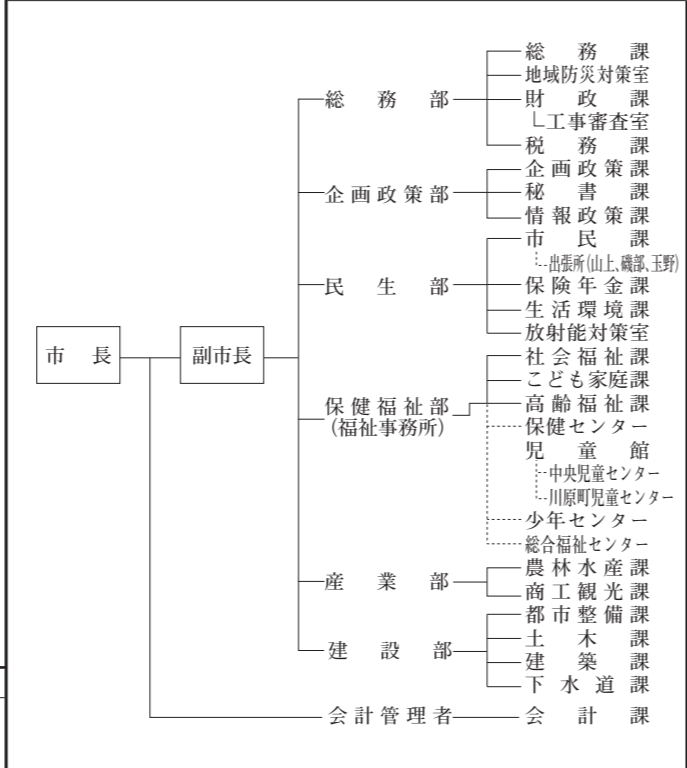 総務課
地域防災対策室
総務部
財政課
工事審査室
税務課
企画政策課
企画政策部
秘書課
情報政策課
市民課
出張所(山上、磯部、玉野)
民生部
保険年金課
生活環境課
放射能対策室
市長
副市長
社会福祉課
こども家庭課
保健福祉部
(福祉事務所)
高齢福祉課
保健センター
児童館
中央児童センター
川原町児童センター
少年センター
総合福祉センター
農林水産課
産業部
商工観光課
都市整備課
土木課
建設部
建築課
下水道課
会計管理者
会計課